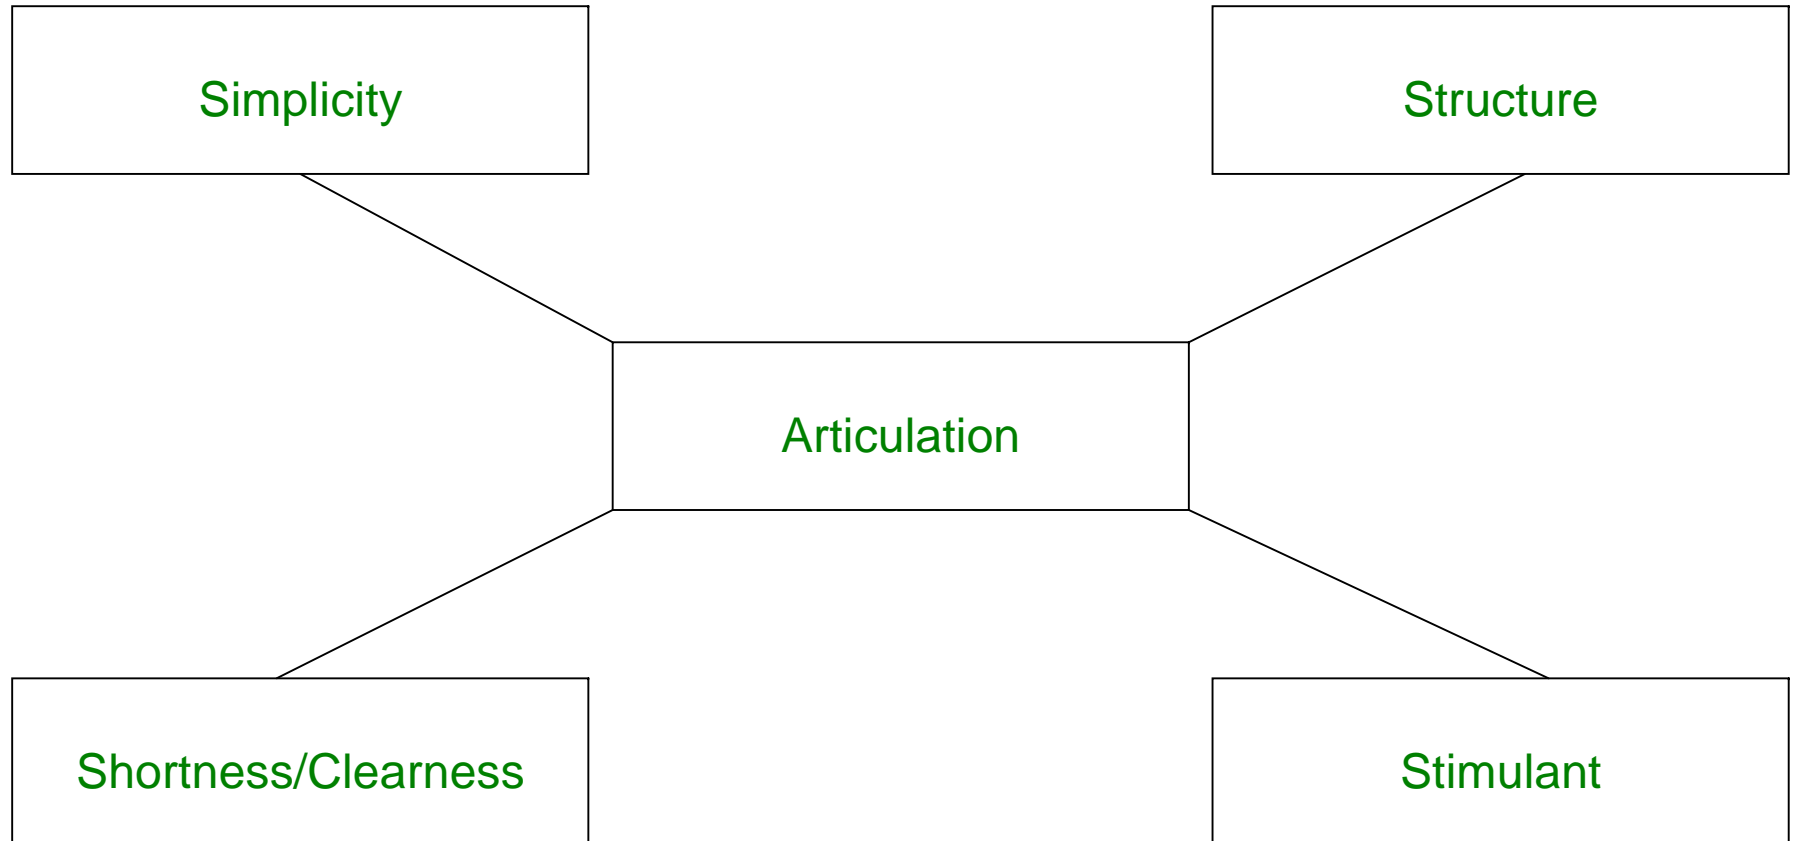 Simplicity
Structure
Articulation
Shortness/Clearness
Stimulant